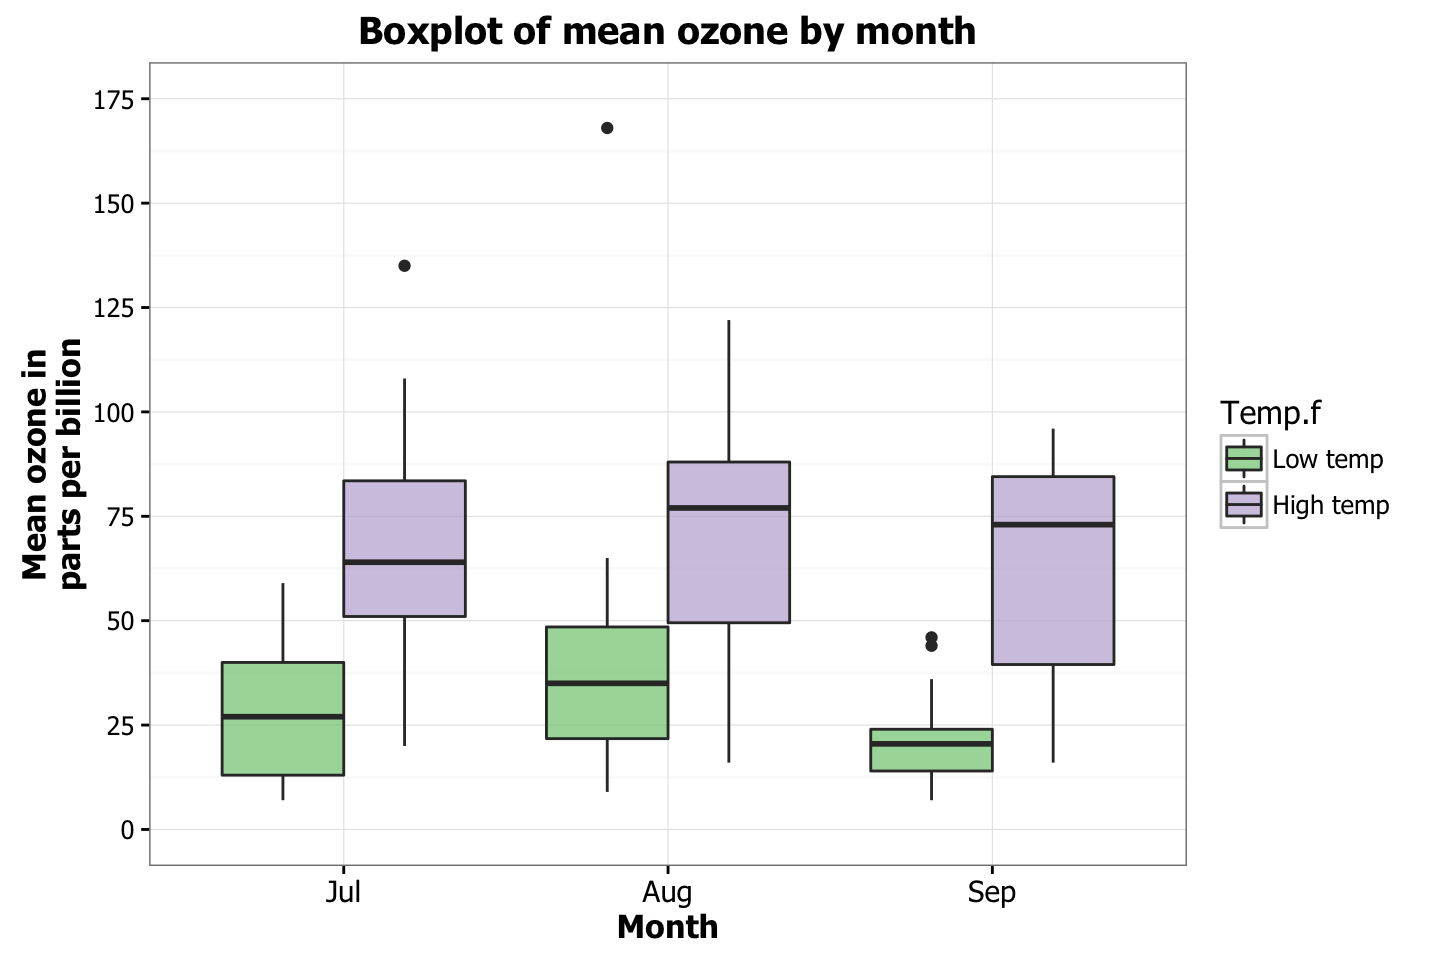 Boxplot of mean ozone by month
Mean ozone in
parts per billion
175
150
125
100
75
50
25
0
Jul
Aug
Sep
Month
Temp.f
Low temp
High temp